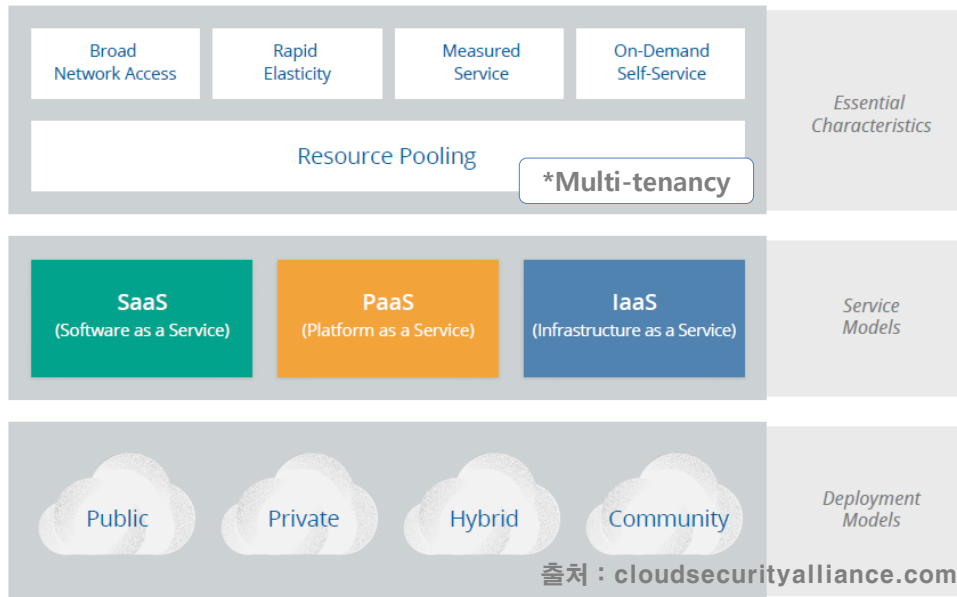 Broad
Network Access
Rapid
Elasticity
Measured
Service
On-Demand
Self-Service
Essential
Characteristics
Resource Pooling
*Multi-tenancy
SaaS
(Software as a Service)
PaaS
(Platform as a Service)
IaaS
(Infrastructure as a Service)
Service
Models
Public
Private
Hybrid
Community
Deployment
Models
출처 : cloudsecurityalliance.com